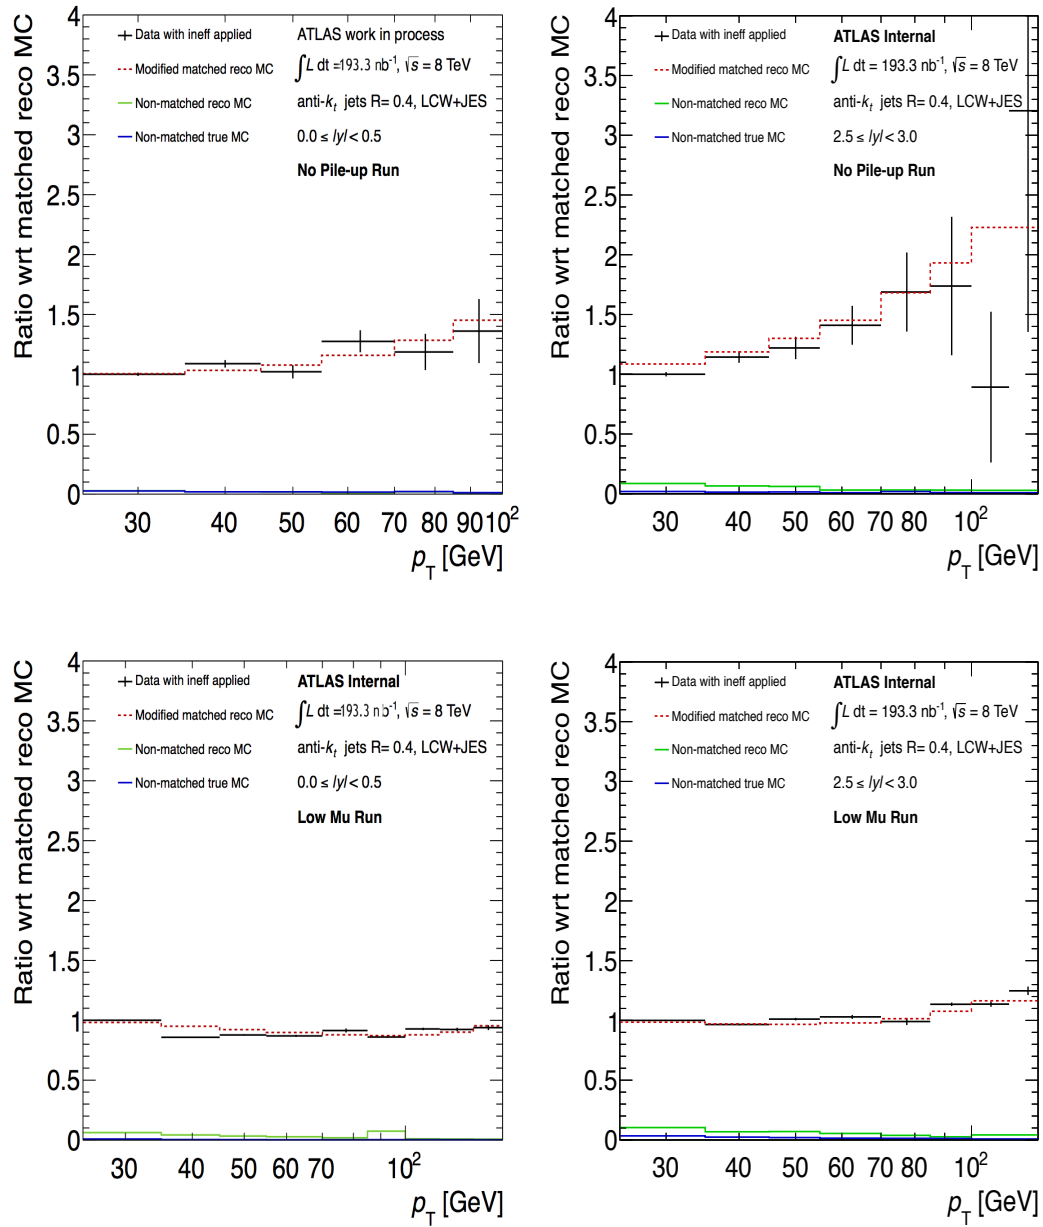 Ratio wrt matched reco MC
4
3.5
3
2.5
2
1.5
1
0.5
0
Data with ineff applied
Modified matched reco MC
Non-matched reco MC
Non-matched true MC
ATLAS work in process
∫L dt =193.3 nb⁻¹, √s = 8 TeV
anti-kₜ jets R= 0.4, LCW+JES
0.0 ≤ |y| < 0.5
No Pile-up Run
30 40 50 60 70 80 90 10²
p_T [GeV]
Ratio wrt matched reco MC
4
3.5
3
2.5
2
1.5
1
0.5
0
Data with ineff applied
Modified matched reco MC
Non-matched reco MC
Non-matched true MC
ATLAS Internal
∫L dt = 193.3 nb⁻¹, √s = 8 TeV
anti-kₜ jets R= 0.4, LCW+JES
2.5 ≤ |y| < 3.0
No Pile-up Run
30 40 50 60 70 80 10²
p_T [GeV]
Ratio wrt matched reco MC
4
3.5
3
2.5
2
1.5
1
0.5
0
Data with ineff applied
Modified matched reco MC
Non-matched reco MC
Non-matched true MC
ATLAS Internal
∫L dt =193.3 nb⁻¹, √s = 8 TeV
anti-kₜ jets R= 0.4, LCW+JES
0.0 ≤ |y| < 0.5
Low Mu Run
30 40 50 60 70 10²
p_T [GeV]
Ratio wrt matched reco MC
4
3.5
3
2.5
2
1.5
1
0.5
0
Data with ineff applied
Modified matched reco MC
Non-matched reco MC
Non-matched true MC
ATLAS Internal
∫L dt = 193.3 nb⁻¹, √s = 8 TeV
anti-kₜ jets R= 0.4, LCW+JES
2.5 ≤ |y| < 3.0
Low Mu Run
30 40 50 60 70 80 10²
p_T [GeV]